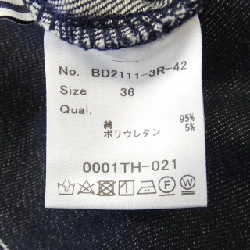 No. BD2111-3R-42
Size 36
Qual.
綿 95%
ポリウレタン 5%
0001TH-021